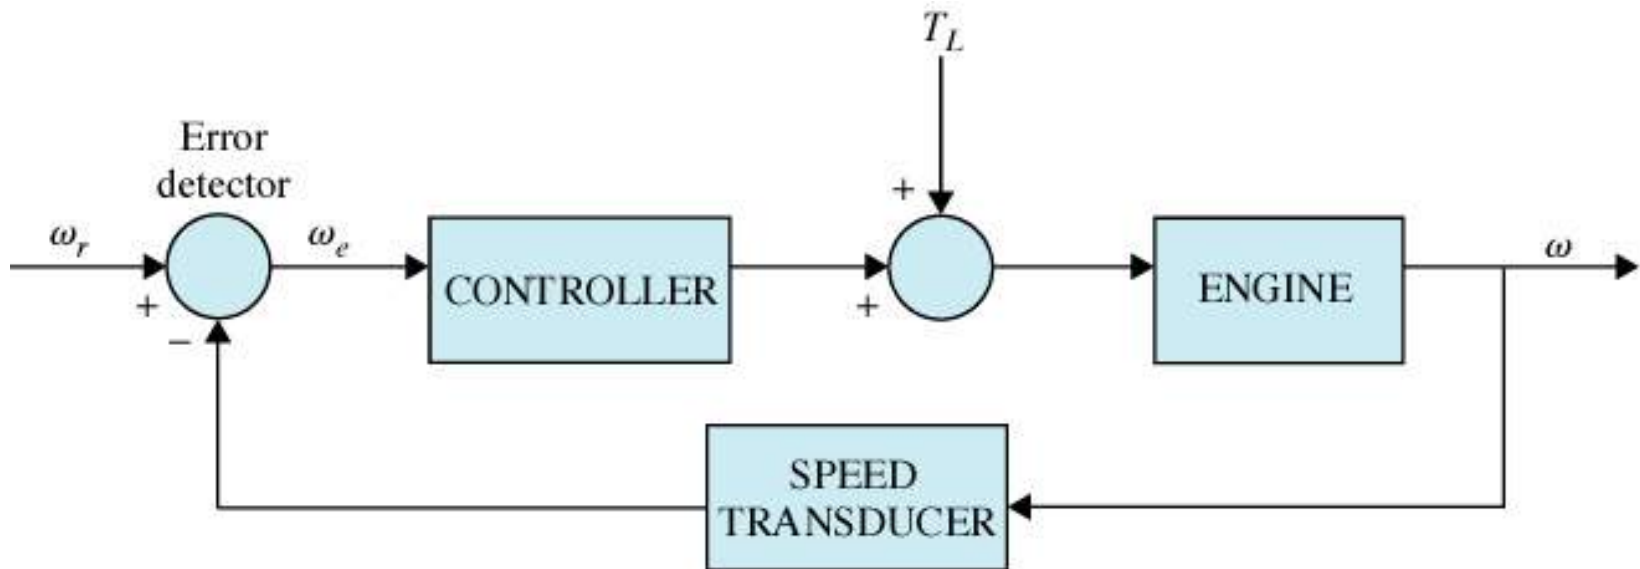 T_L
Error
detector
ω_r
ω_e
+
−
CONTROLLER
+
+
ENGINE
ω
SPEED
TRANSDUCER